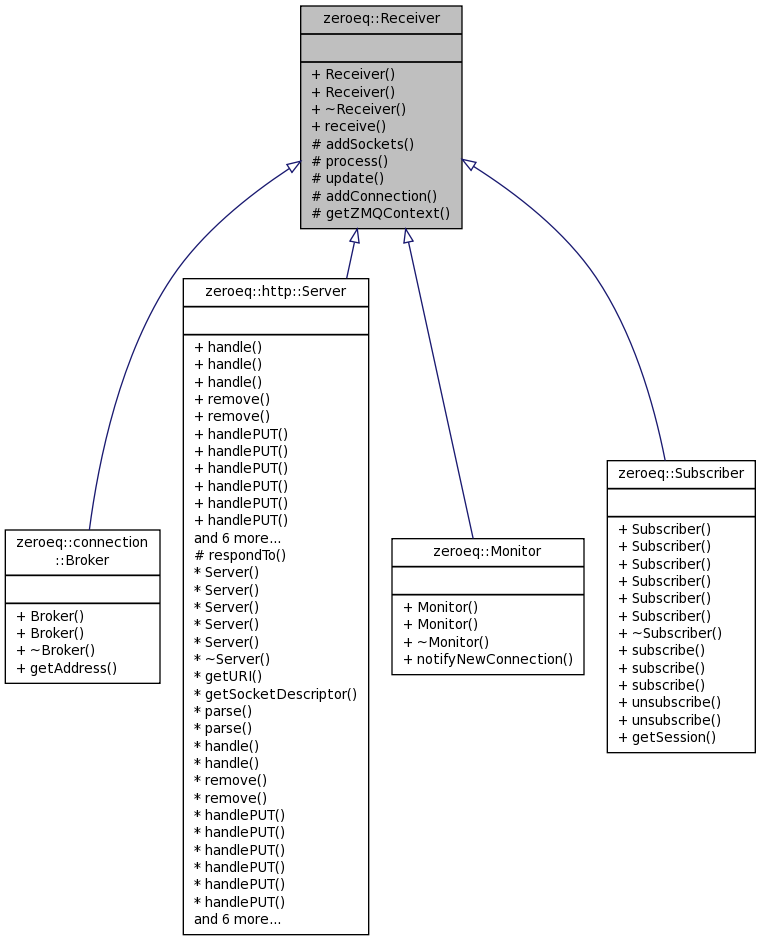 zeroeq::Receiver
+ Receiver()
+ Receiver()
+ ~Receiver()
+ receive()
# addSockets()
# process()
# update()
# addConnection()
# getZMQContext()
zeroeq::connection
::Broker
+ Broker()
+ Broker()
+ ~Broker()
+ getAddress()
zeroeq::http::Server
+ handle()
+ handle()
+ handle()
+ remove()
+ remove()
+ handlePUT()
+ handlePUT()
+ handlePUT()
+ handlePUT()
+ handlePUT()
+ handlePUT()
and 6 more...
# respondTo()
* Server()
* Server()
* Server()
* Server()
* Server()
* ~Server()
* getURI()
* getSocketDescriptor()
* parse()
* parse()
* handle()
* handle()
* remove()
* remove()
* handlePUT()
* handlePUT()
* handlePUT()
* handlePUT()
* handlePUT()
* handlePUT()
and 6 more...
zeroeq::Monitor
+ Monitor()
+ Monitor()
+ ~Monitor()
+ notifyNewConnection()
zeroeq::Subscriber
+ Subscriber()
+ Subscriber()
+ Subscriber()
+ Subscriber()
+ Subscriber()
+ Subscriber()
+ ~Subscriber()
+ subscribe()
+ subscribe()
+ subscribe()
+ unsubscribe()
+ unsubscribe()
+ getSession()